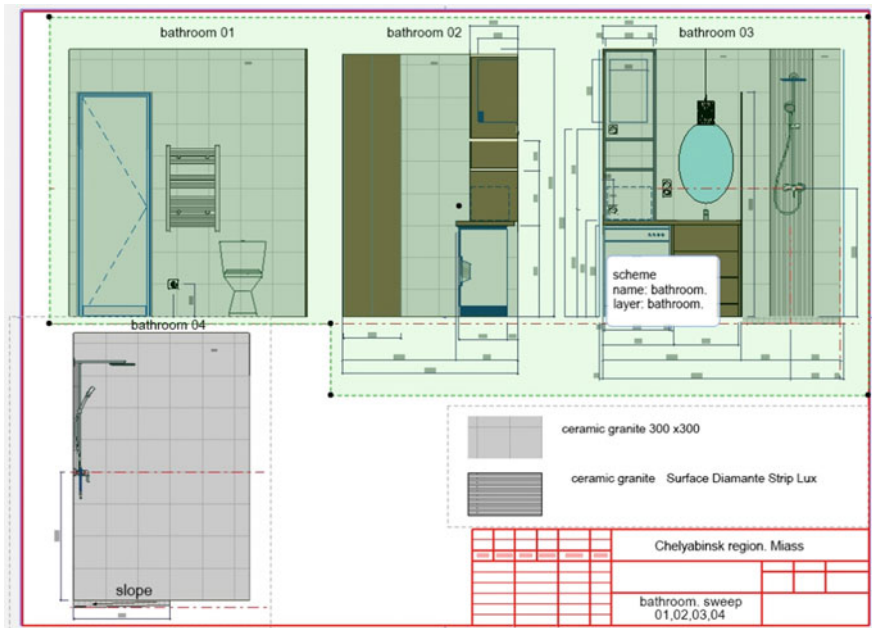 bathroom 01
bathroom 02
bathroom 03
scheme
name: bathroom.
layer: bathroom.
bathroom 04
slope
ceramic granite 300 x300
ceramic granite Surface Diamante Strip Lux
Chelyabinsk region. Miass
bathroom. sweep
01,02,03,04